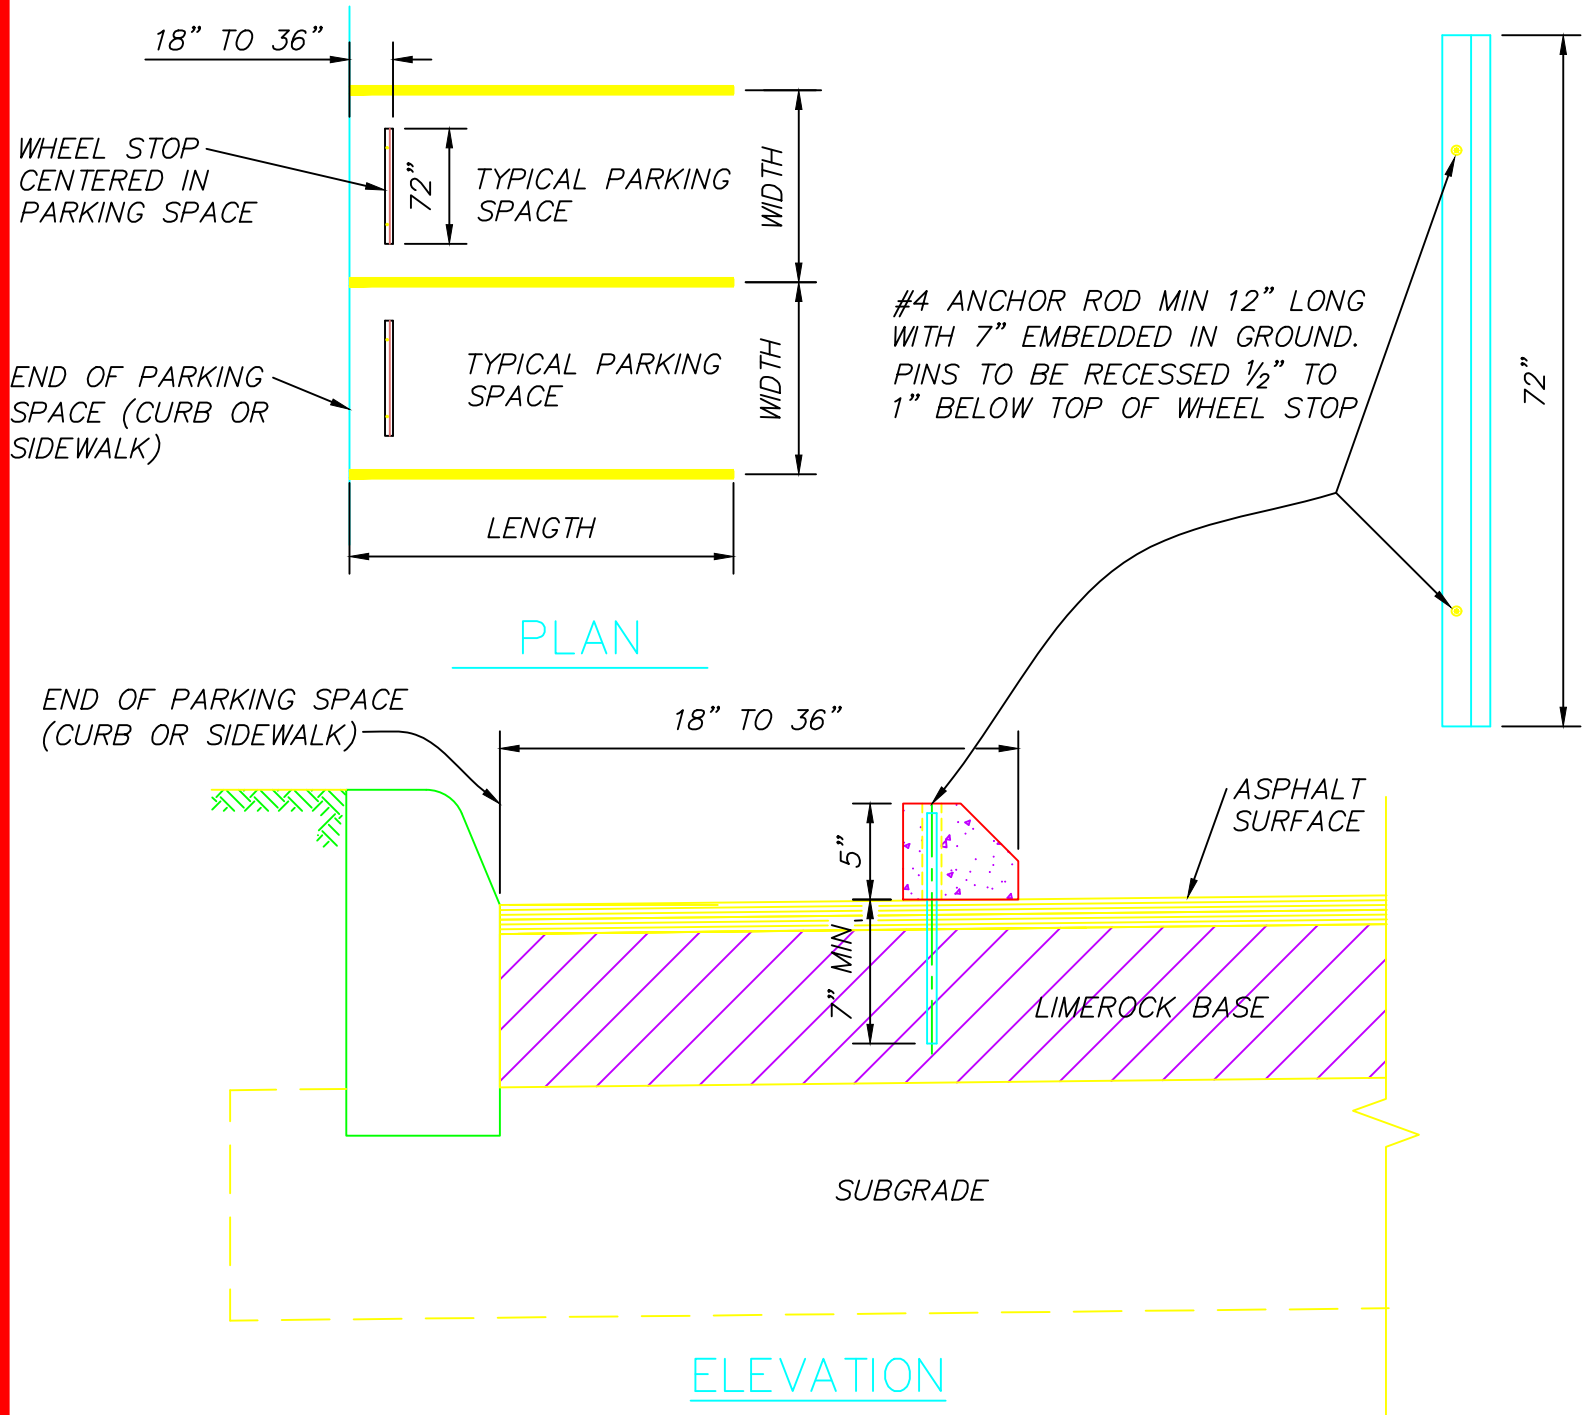 18” TO 36”
WHEEL STOP
CENTERED IN
PARKING SPACE
72”
TYPICAL PARKING
SPACE
WIDTH
END OF PARKING
SPACE (CURB OR
SIDEWALK)
TYPICAL PARKING
SPACE
WIDTH
LENGTH
PLAN
#4 ANCHOR ROD MIN 12” LONG
WITH 7” EMBEDDED IN GROUND.
PINS TO BE RECESSED ½” TO
1” BELOW TOP OF WHEEL STOP
72”
END OF PARKING SPACE
(CURB OR SIDEWALK)
18” TO 36”
ASPHALT
SURFACE
5”
7” MIN.
LIMEROCK BASE
SUBGRADE
ELEVATION